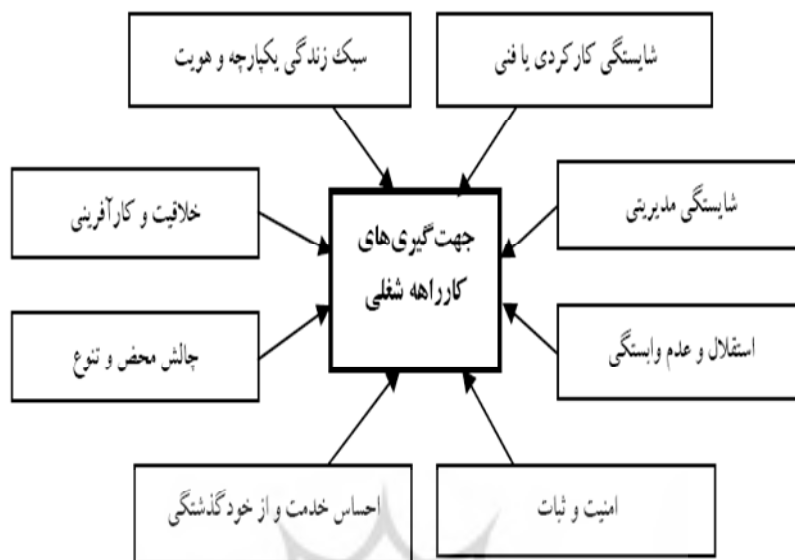 شایستگی کارکردی یا فنی
سبک زندگی یکپارچه و هویت
شایستگی مدیریتی
خلاقیت و کارآفرینی
جهت‌گیری‌های
کارراهه شغلی
استقلال و عدم وابستگی
چالش محض و تنوع
امنیت و ثبات
احساس خدمت و از خودگذشتگی